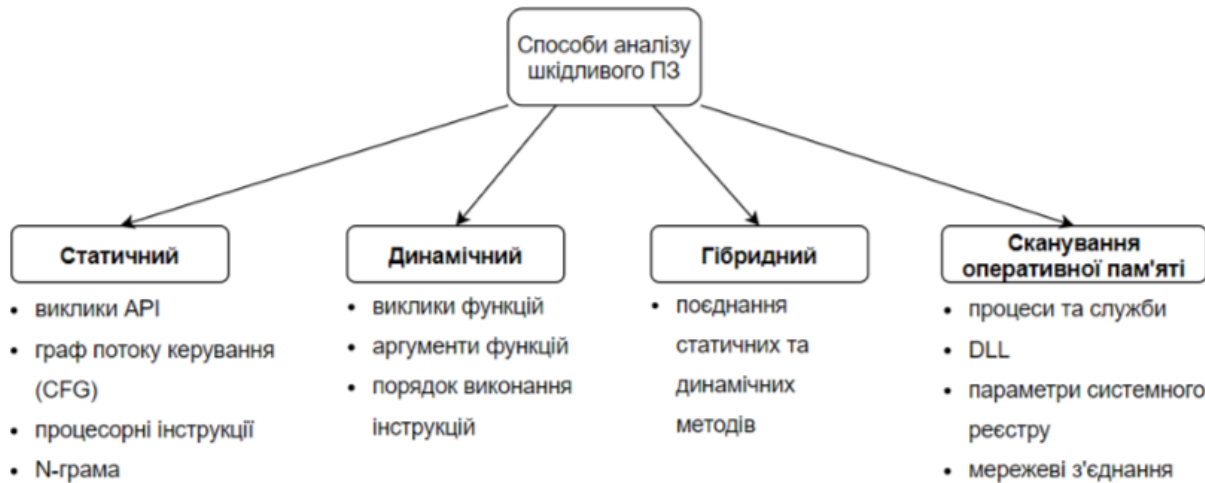 Способи аналізу
шкідливого ПЗ
Статичний
• виклики API
• граф потоку керування
(CFG)
• процесорні інструкції
• N-грама
Динамічний
• виклики функцій
• аргументи функцій
• порядок виконання
інструкцій
Гібридний
• поєднання
статичних та
динамічних
методів
Сканування
оперативної пам'яті
• процеси та служби
• DLL
• параметри системного
реєстру
• мережеві з'єднання